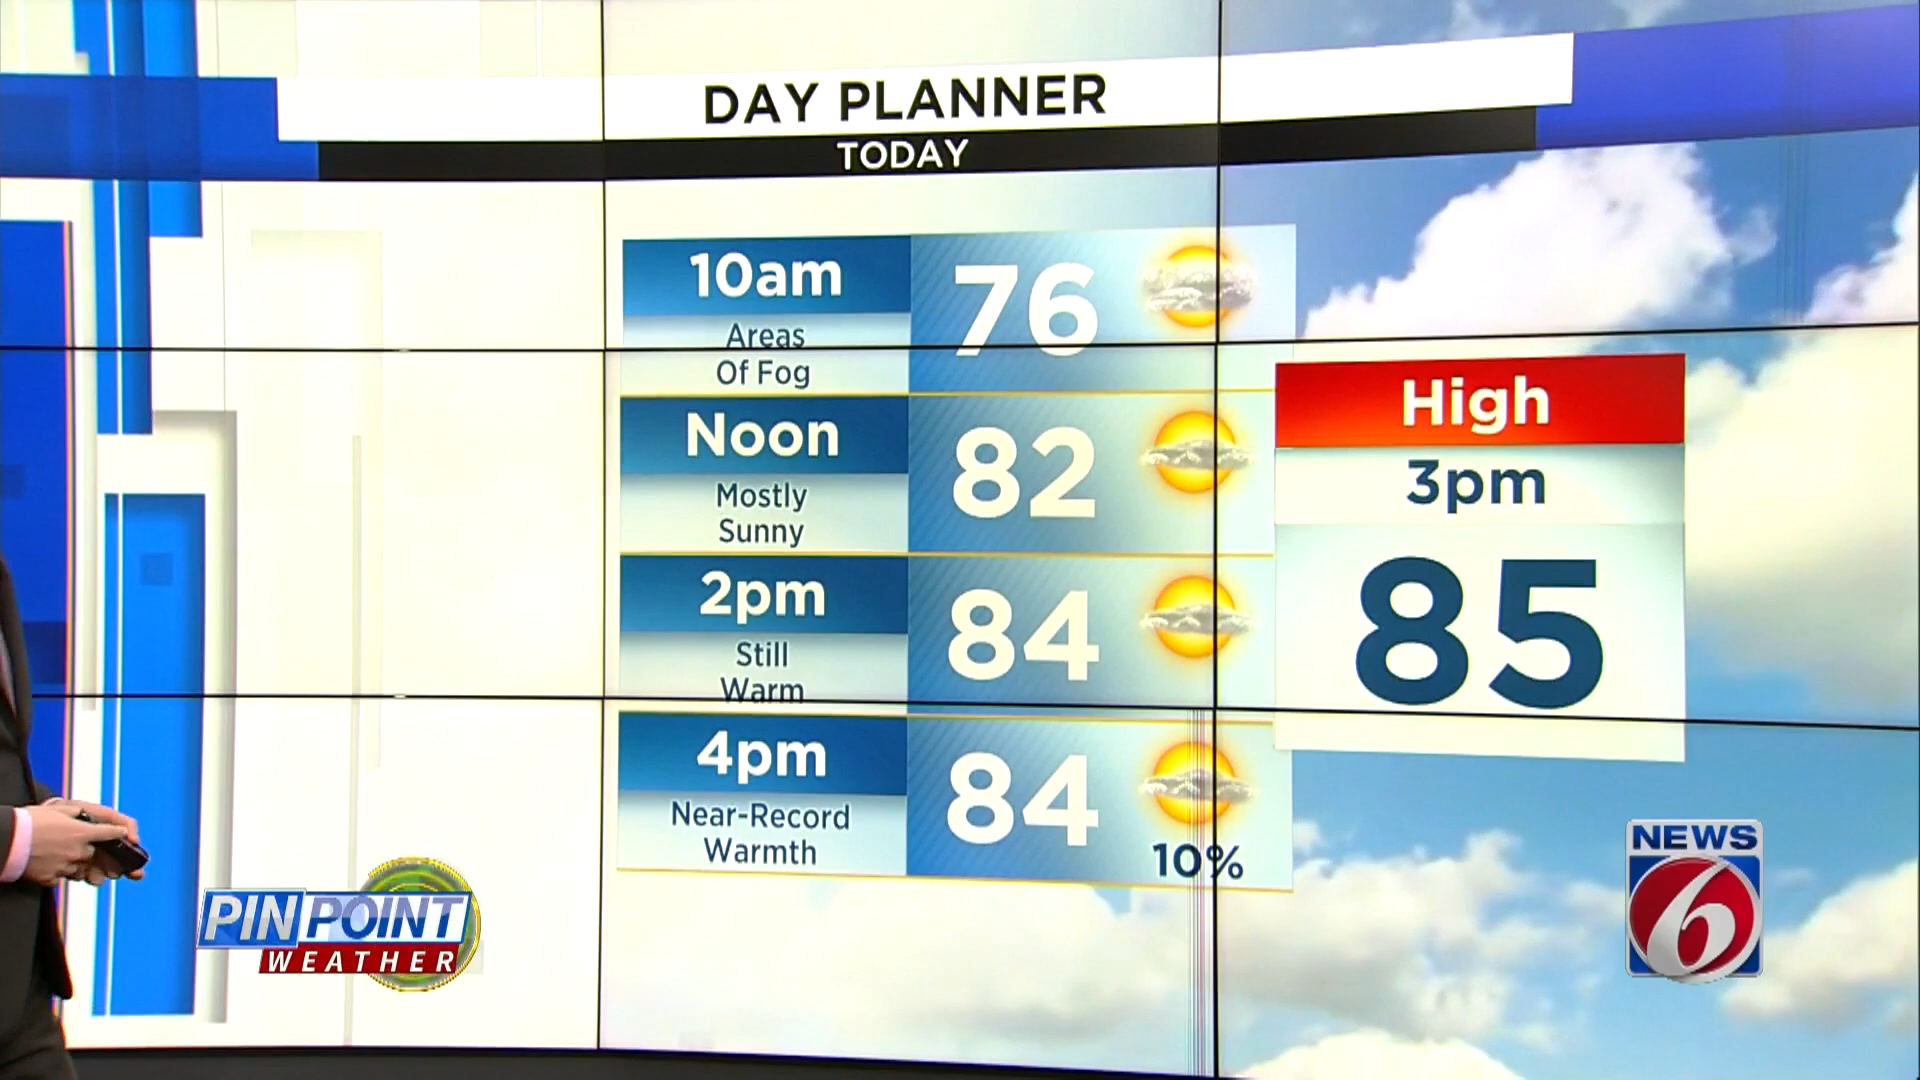 DAY PLANNER
TODAY
10am
Areas
Of Fog
76
Noon
Mostly
Sunny
82
2pm
Still
Warm
84
4pm
Near-Record
Warmth
84
10%
High
3pm
85
PINPOINT
WEATHER
NEWS
6